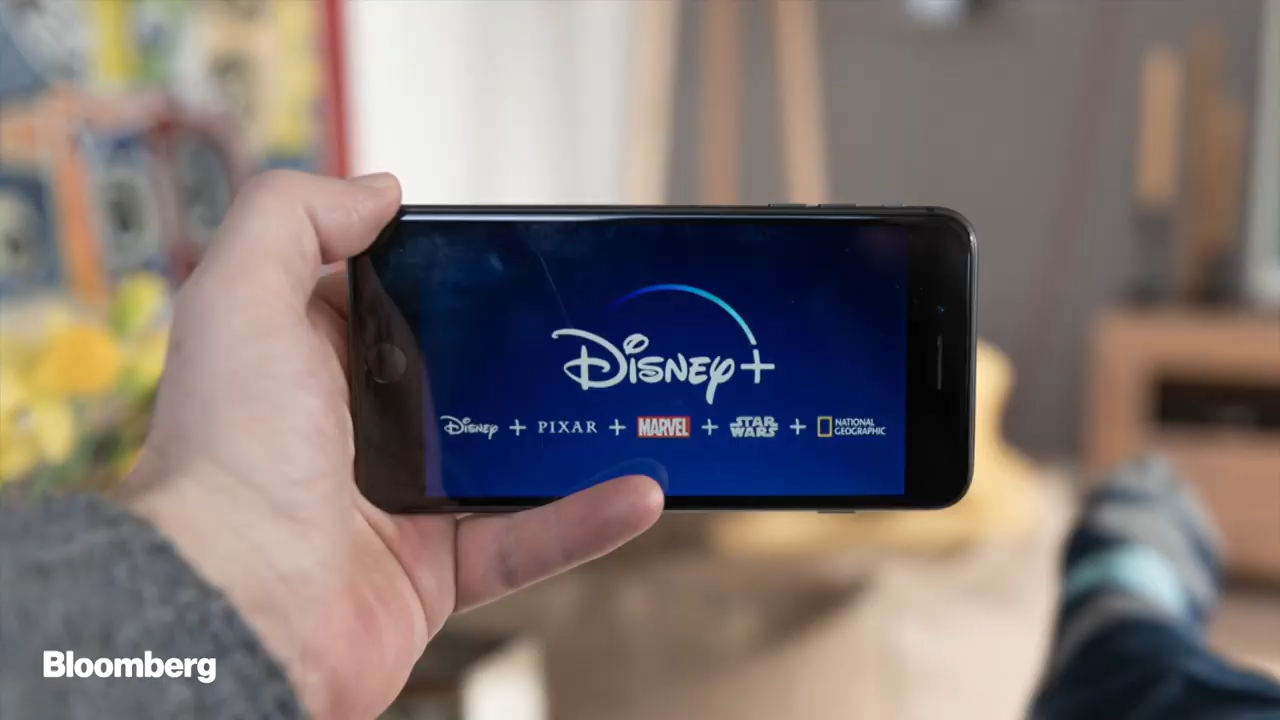 Disney+
Disney + PIXAR + MARVEL + STAR WARS + NATIONAL GEOGRAPHIC
Bloomberg